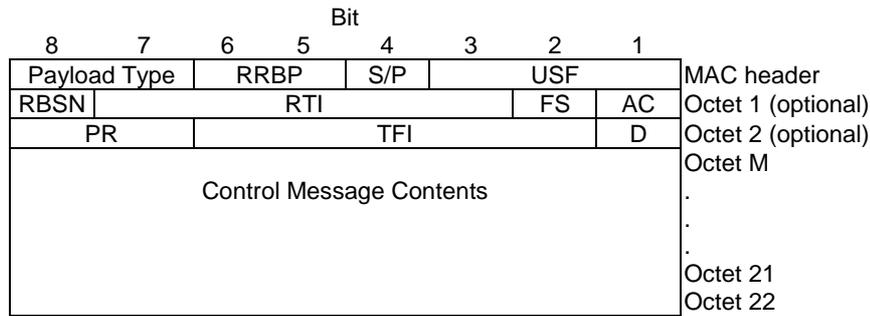 Bit
8 7 6 5 4 3 2 1
Payload Type RRBP S/P USF MAC header
RBSN RTI FS AC Octet 1 (optional)
PR TFI D Octet 2 (optional)
Octet M
Control Message Contents .
.
.
Octet 21
Octet 22